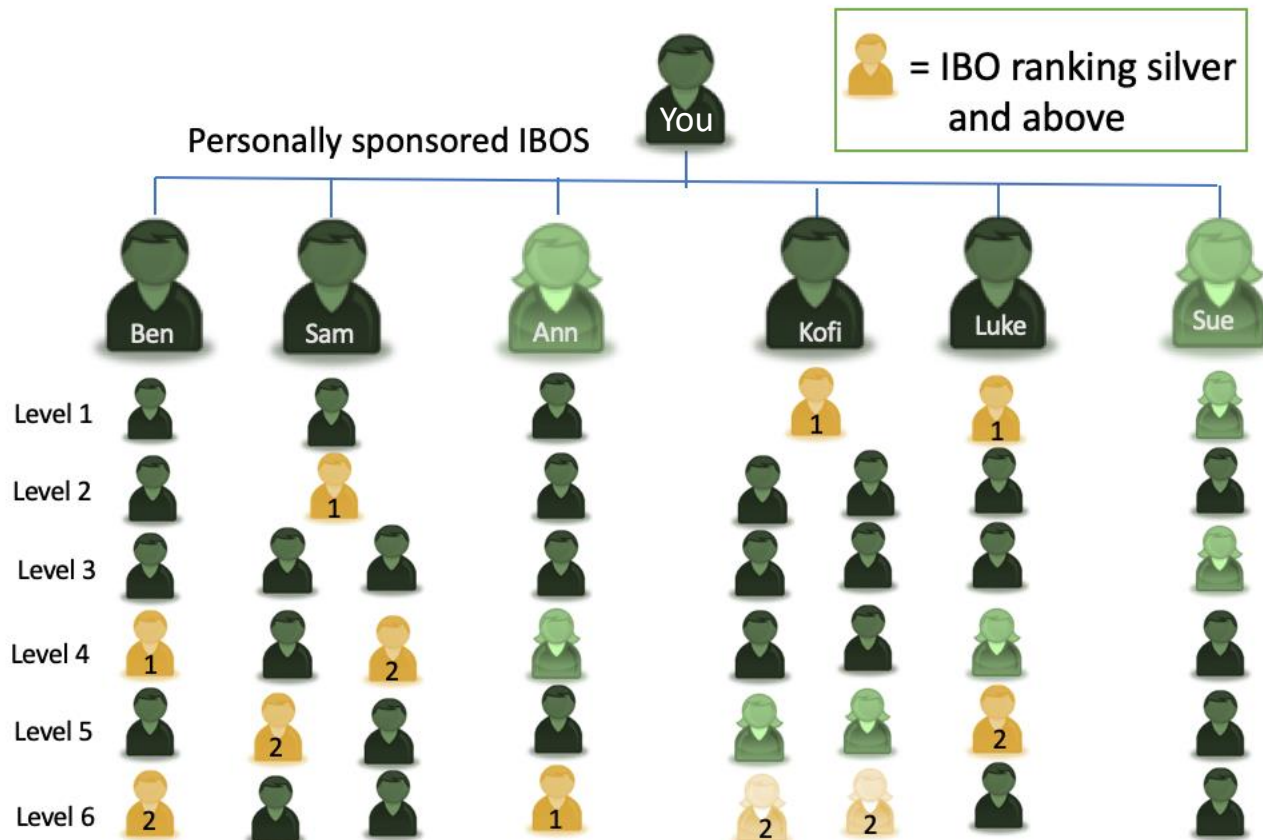 = IBO ranking silver
and above
You
Personally sponsored IBOS
Ben
Sam
Ann
Kofi
Luke
Sue
Level 1
1
1
Level 2
1
Level 3
Level 4
1
2
Level 5
2
2
Level 6
2
1
2
2